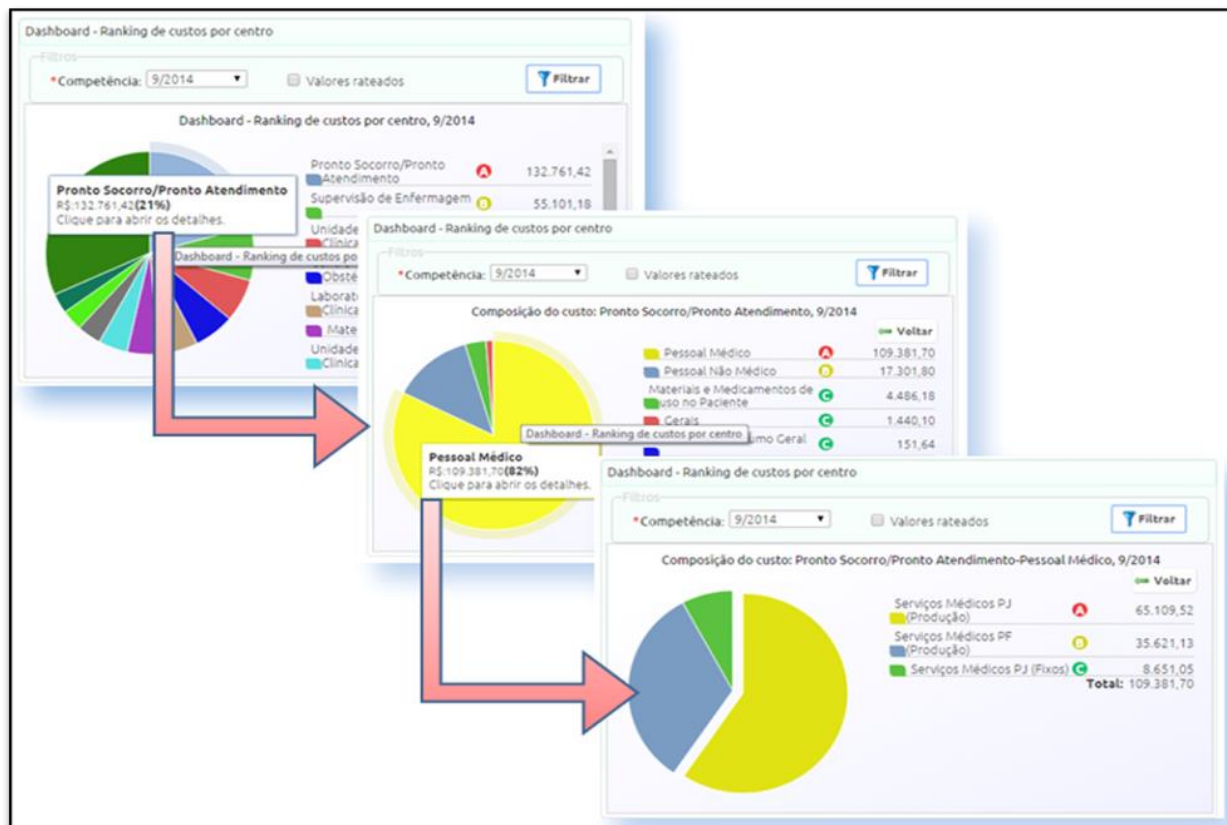 Dashboard - Ranking de custos por centro
Filtros
*Competência: 9/2014
Valores rateados
Filtrar
Dashboard - Ranking de custos por centro, 9/2014
Pronto Socorro/Pronto
Atendimento
A
132.761,42
Supervisão de Enfermagem
B
55.101,18
Unidade
Clínica
Obsté
Laborat
Clínica
Mate
Unidade
Clínica
Pronto Socorro/Pronto Atendimento
R$:132.761,42(21%)
Clique para abrir os detalhes.
Dashboard - Ranking de custos po
Dashboard - Ranking de custos por centro
Filtros
*Competência: 9/2014
Valores rateados
Filtrar
Composição do custo: Pronto Socorro/Pronto Atendimento, 9/2014
Voltar
Pessoal Médico A 109.381,70
Pessoal Não Médico B 17.301,80
Materiais e Medicamentos de
uso no Paciente
C
4.486,18
Gerais C 1.440,10
umo Geral
C
151,64
Dashboard - Ranking de custos por centro
Pessoal Médico
R$:109.381,70(82%)
Clique para abrir os detalhes.
Dashboard - Ranking de custos por centro
Filtros
*Competência: 9/2014
Valores rateados
Filtrar
Composição do custo: Pronto Socorro/Pronto Atendimento-Pessoal Médico, 9/2014
Voltar
Serviços Médicos PJ
(Produção)
A
65.109,52
Serviços Médicos PF
(Produção)
B
35.621,13
Serviços Médicos PJ (Fixos) C 8.651,05
Total: 109.381,70